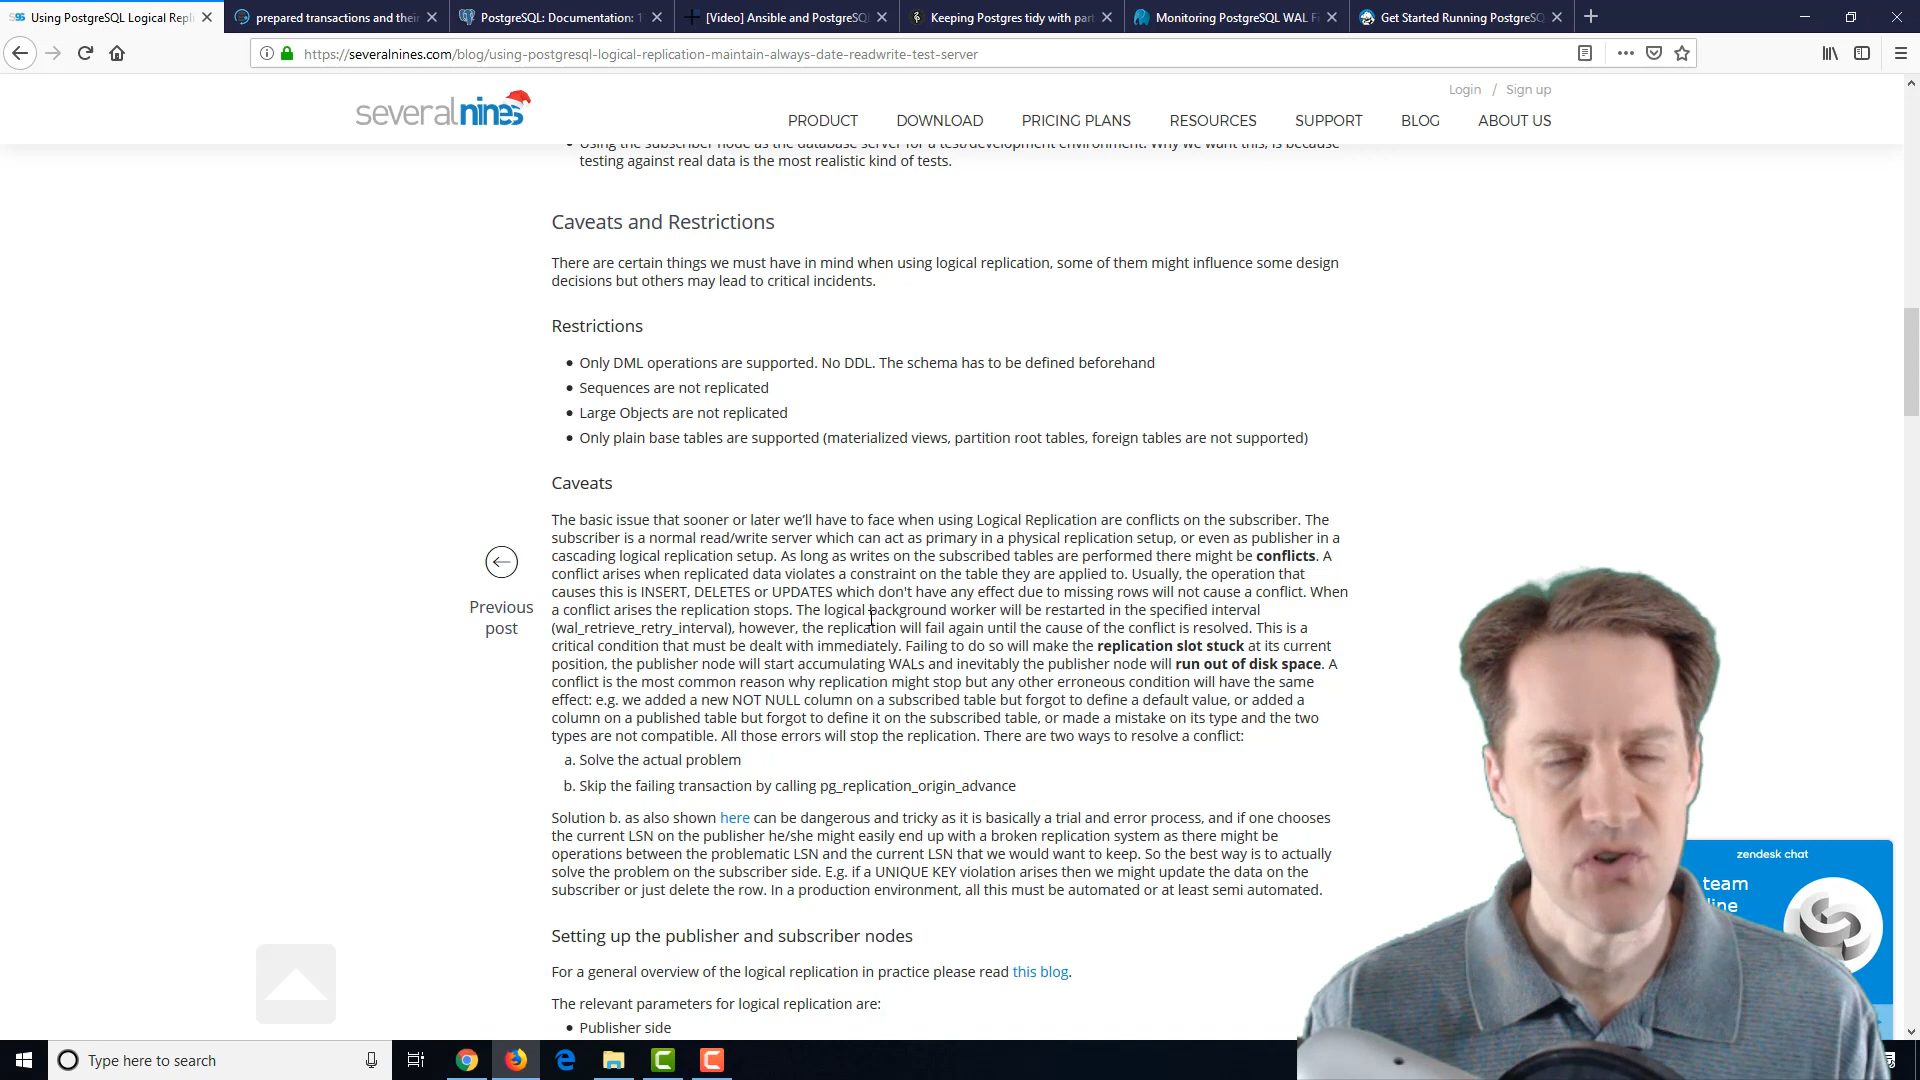 Using PostgreSQL Logical Repli
prepared transactions and thei
PostgreSQL: Documentation: 1
[Video] Ansible and PostgreSQL
Keeping Postgres tidy with part
Monitoring PostgreSQL WAL Fi
Get Started Running PostgreSQ
https://severalnines.com/blog/using-postgresql-logical-replication-maintain-always-date-readwrite-test-server
Login / Sign up
severalnines
PRODUCT DOWNLOAD PRICING PLANS RESOURCES SUPPORT BLOG ABOUT US
Using the subscriber node as the database server for a test/development environment. Why we want this, is because
testing against real data is the most realistic kind of tests.
Caveats and Restrictions
There are certain things we must have in mind when using logical replication, some of them might influence some design
decisions but others may lead to critical incidents.
Restrictions
• Only DML operations are supported. No DDL. The schema has to be defined beforehand
• Sequences are not replicated
• Large Objects are not replicated
• Only plain base tables are supported (materialized views, partition root tables, foreign tables are not supported)
Caveats
The basic issue that sooner or later we'll have to face when using Logical Replication are conflicts on the subscriber. The
subscriber is a normal read/write server which can act as primary in a physical replication setup, or even as publisher in a
cascading logical replication setup. As long as writes on the subscribed tables are performed there might be conflicts. A
conflict arises when replicated data violates a constraint on the table they are applied to. Usually, the operation that
causes this is INSERT, DELETES or UPDATES which don't have any effect due to missing rows will not cause a conflict. When
a conflict arises the replication stops. The logical background worker will be restarted in the specified interval
(wal_retrieve_retry_interval), however, the replication will fail again until the cause of the conflict is resolved. This is a
critical condition that must be dealt with immediately. Failing to do so will make the replication slot stuck at its current
position, the publisher node will start accumulating WALs and inevitably the publisher node will run out of disk space. A
conflict is the most common reason why replication might stop but any other erroneous condition will have the same
effect: e.g. we added a new NOT NULL column on a subscribed table but forgot to define a default value, or added a
column on a published table but forgot to define it on the subscribed table, or made a mistake on its type and the two
types are not compatible. All those errors will stop the replication. There are two ways to resolve a conflict:
a. Solve the actual problem
b. Skip the failing transaction by calling pg_replication_origin_advance
Solution b. as also shown here can be dangerous and tricky as it is basically a trial and error process, and if one chooses
the current LSN on the publisher he/she might easily end up with a broken replication system as there might be
operations between the problematic LSN and the current LSN that we would want to keep. So the best way is to actually
solve the problem on the subscriber side. E.g. if a UNIQUE KEY violation arises then we might update the data on the
subscriber or just delete the row. In a production environment, all this must be automated or at least semi automated.
Setting up the publisher and subscriber nodes
For a general overview of the logical replication in practice please read this blog.
The relevant parameters for logical replication are:
• Publisher side
Previous
post
zendesk chat
team
line
Type here to search